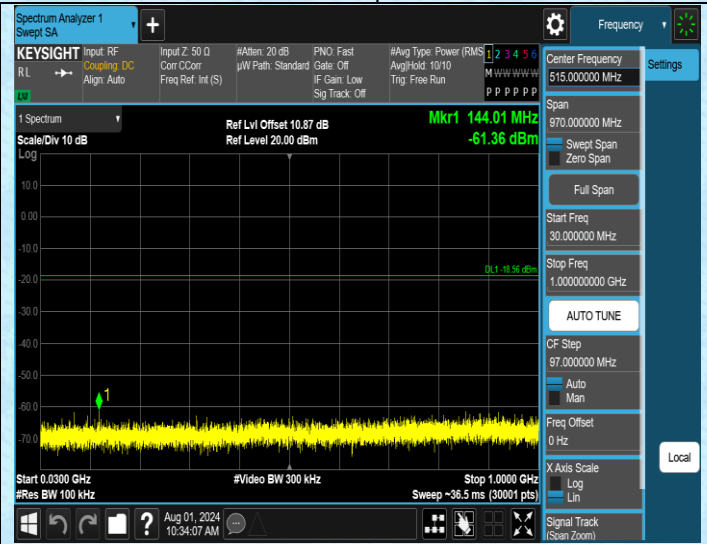 Spectrum Analyzer 1
Swept SA
+
Frequency
KEYSIGHT
RL
LXI
Input: RF
Coupling: DC
Align: Auto
Input Z: 50 Ω
Corr CCorr
Freq Ref: Int (S)
#Atten: 20 dB
µW Path: Standard
PNO: Fast
Gate: Off
IF Gain: Low
Sig Track: Off
#Avg Type: Power (RMS
Avg|Hold: 10/10
Trig: Free Run
1 2 3 4 5 6
M W W W W W
P P P P P P
1 Spectrum
Scale/Div 10 dB
Log
Ref Lvl Offset 10.87 dB
Ref Level 20.00 dBm
Mkr1 144.01 MHz
-61.36 dBm
10.0
0.00
-10.0
DL1 -18.56 dBm
-20.0
-30.0
-40.0
-50.0
1
-60.0
-70.0
Start 0.0300 GHz
#Res BW 100 kHz
#Video BW 300 kHz
Stop 1.0000 GHz
Sweep ~36.5 ms (30001 pts)
Center Frequency
515.000000 MHz
Settings
Span
970.000000 MHz
Swept Span
Zero Span
Full Span
Start Freq
30.000000 MHz
Stop Freq
1.000000000 GHz
AUTO TUNE
CF Step
97.000000 MHz
Auto
Man
Freq Offset
0 Hz
Local
X Axis Scale
Log
Lin
Signal Track
(Span Zoom)
?
Aug 01, 2024
10:34:07 AM